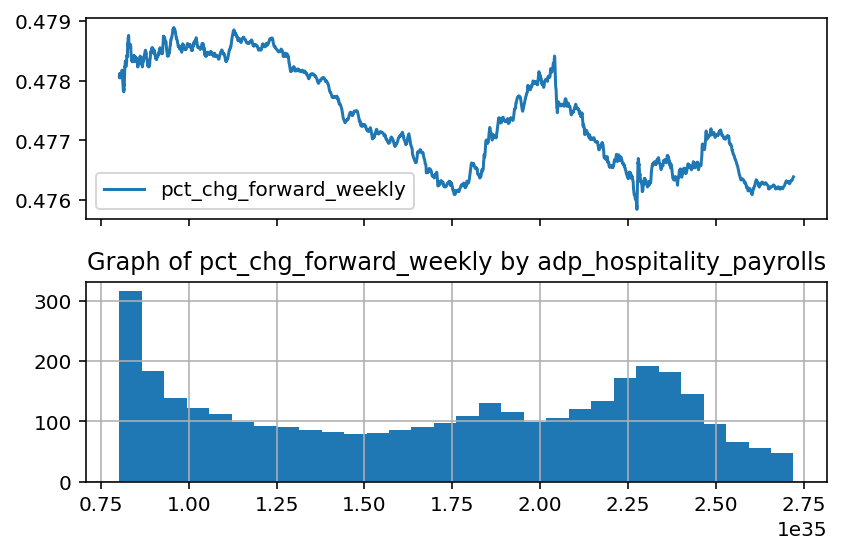 0.479
0.478
0.477
0.476
pct_chg_forward_weekly
Graph of pct_chg_forward_weekly by adp_hospitality_payrolls
300
200
100
0
0.75 1.00 1.25 1.50 1.75 2.00 2.25 2.50 2.75
1e35